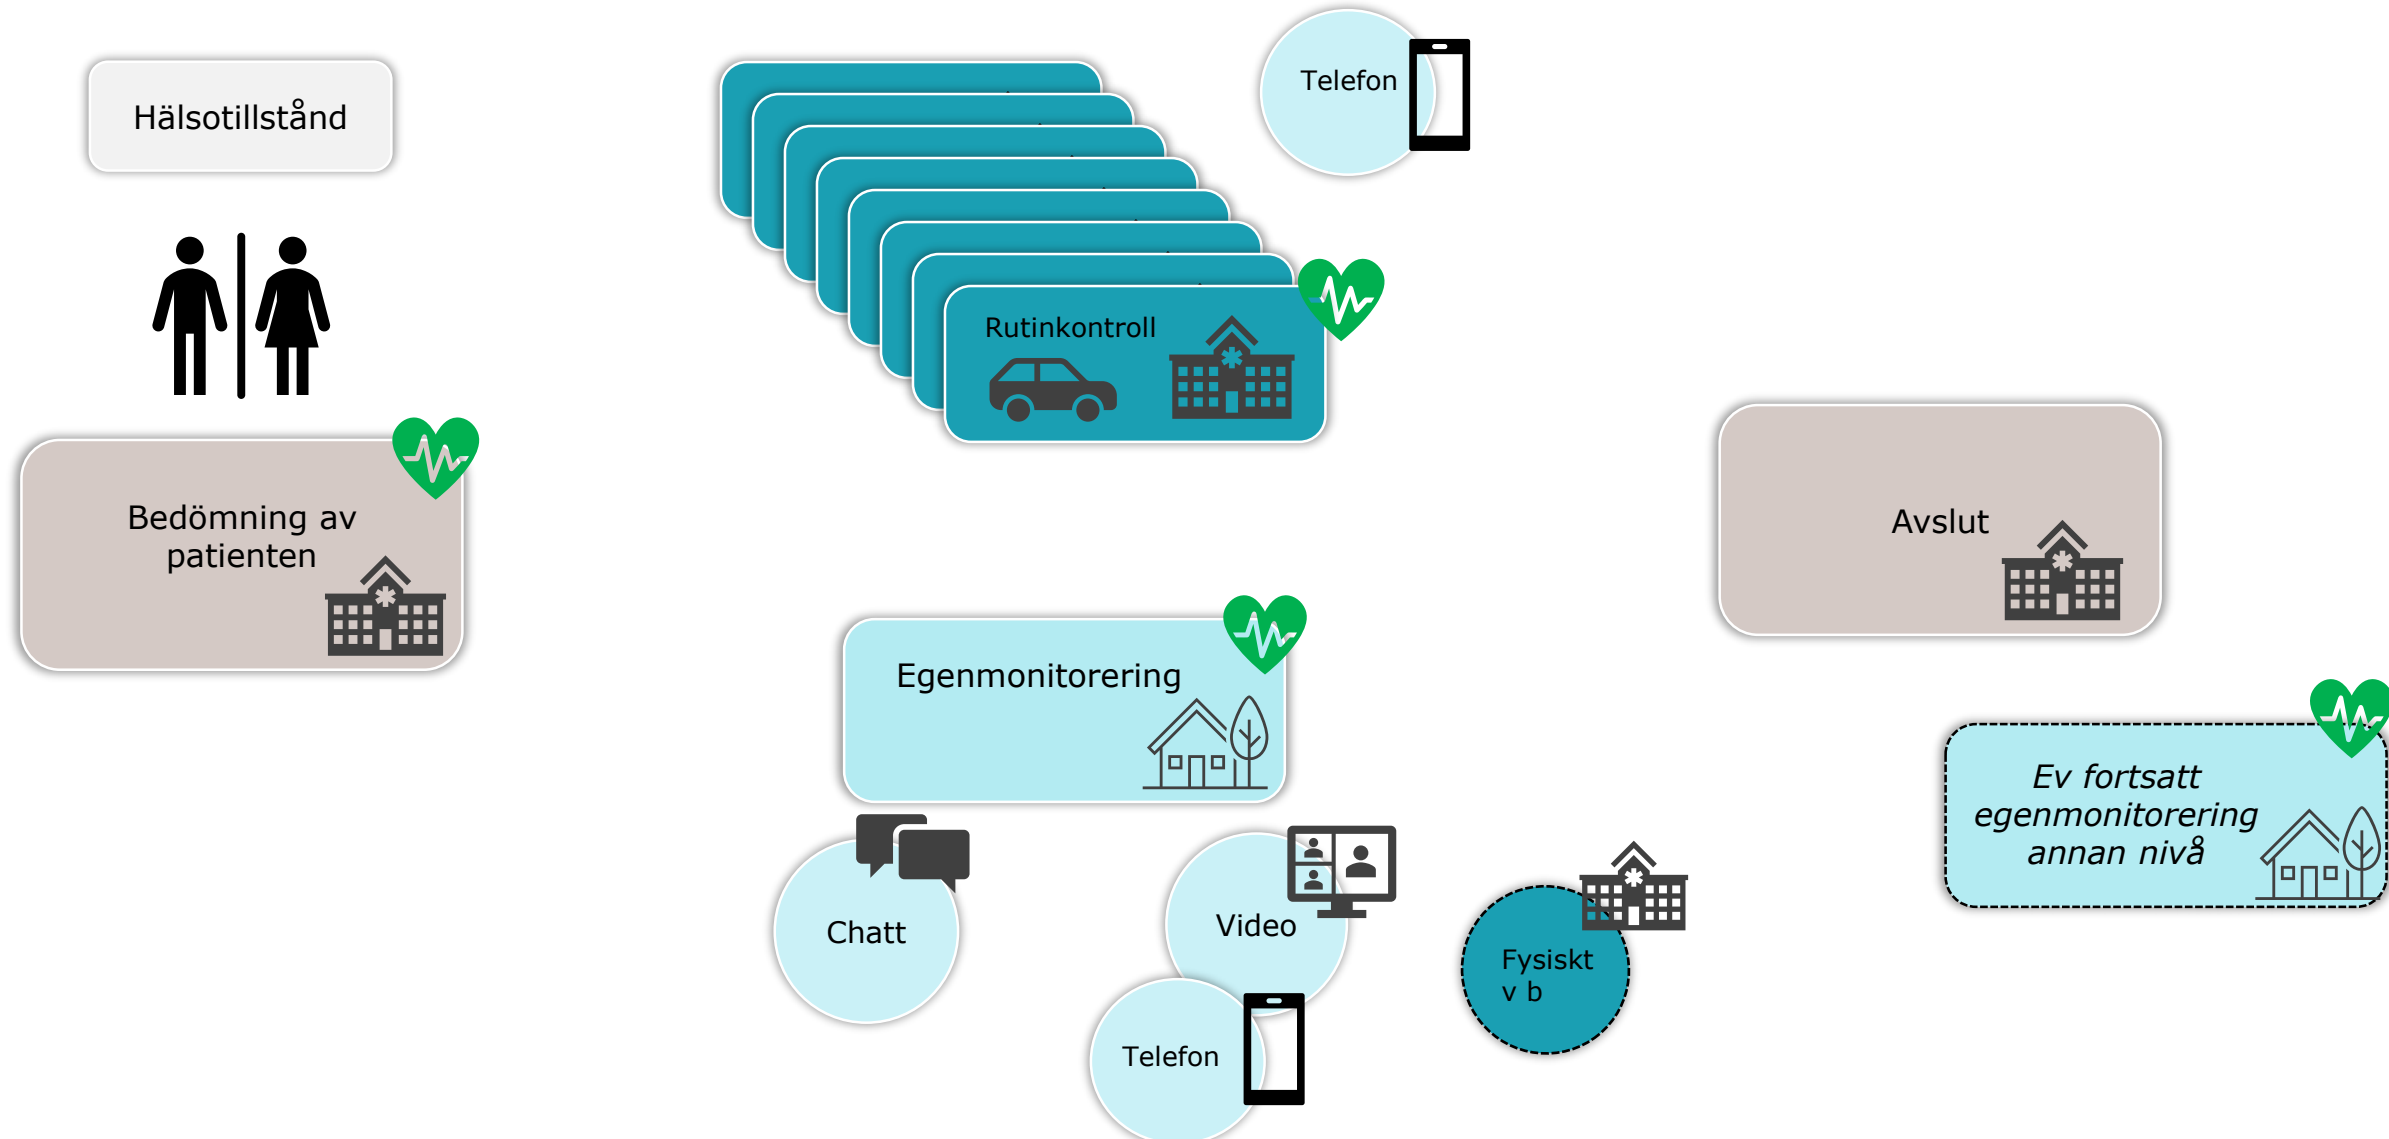 Hälsotillstånd
Telefon
Rutinkontroll
Bedömning av
patienten
Avslut
Egenmonitorering
Ev fortsatt
egenmonitorering
annan nivå
Chatt
Video
Fysiskt
v b
Telefon